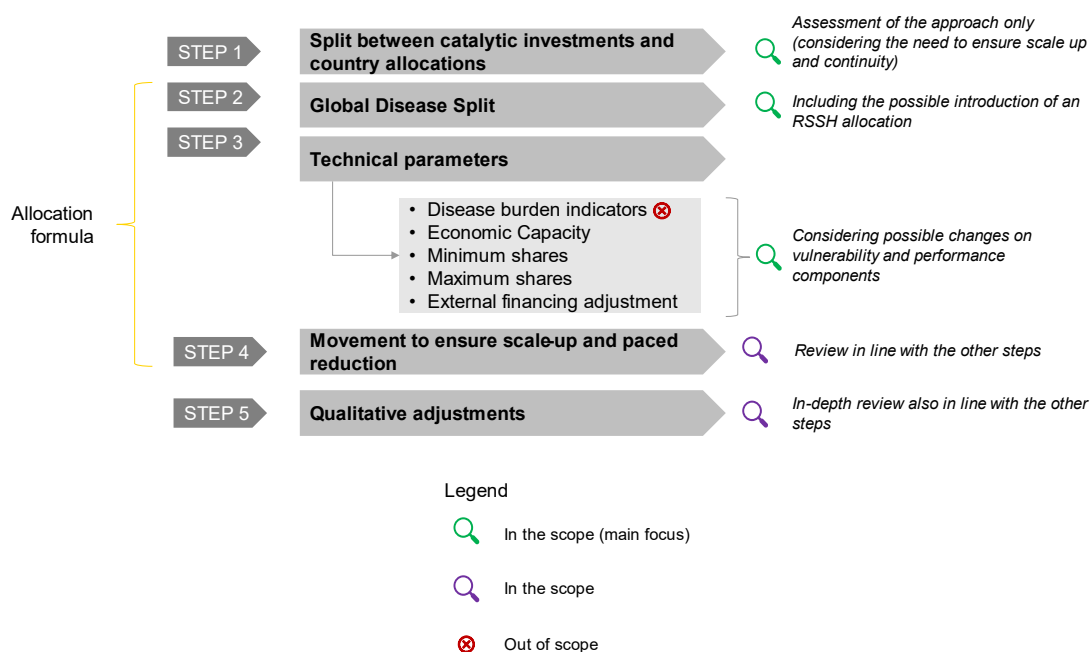 STEP 1
Split between catalytic investments and
country allocations
Assessment of the approach only
(considering the need to ensure scale up
and continuity)
STEP 2
Global Disease Split
Including the possible introduction of an
RSSH allocation
STEP 3
Technical parameters
Allocation
formula
• Disease burden indicators
• Economic Capacity
• Minimum shares
• Maximum shares
• External financing adjustment
Considering possible changes on
vulnerability and performance
components
STEP 4
Movement to ensure scale-up and paced
reduction
Review in line with the other steps
STEP 5
Qualitative adjustments
In-depth review also in line with the other
steps
Legend
In the scope (main focus)
In the scope
Out of scope